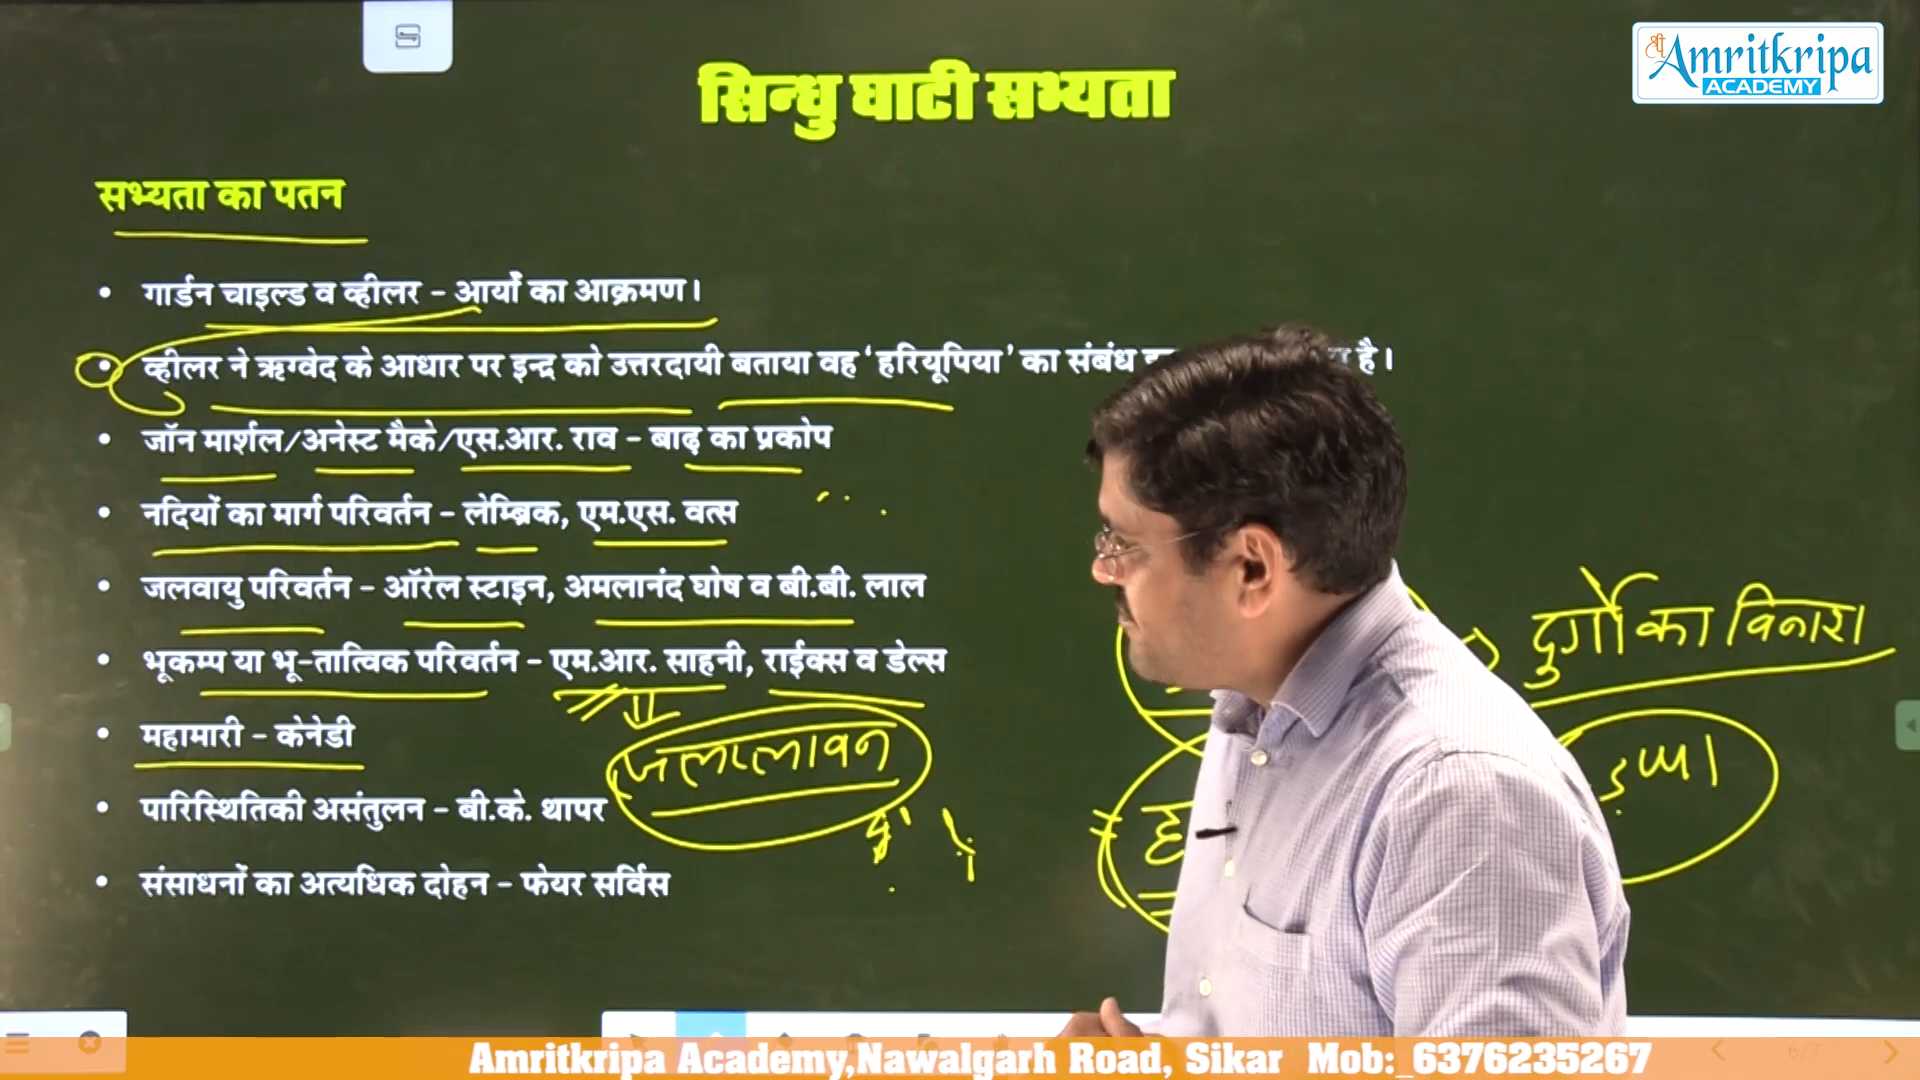 श्री Amritkripa
ACADEMY
सिन्धु घाटी सभ्यता
सभ्यता का पतन
• गार्डन चाइल्ड व व्हीलर – आर्यों का आक्रमण।
• व्हीलर ने ऋग्वेद के आधार पर इन्द्र को उत्तरदायी बताया वह 'हरियूपिया' का संबंध है।
• जॉन मार्शल/अनेस्ट मैके/एस.आर. राव – बाढ़ का प्रकोप
• नदियों का मार्ग परिवर्तन – लेम्ब्रिक, एम.एस. वत्स
• जलवायु परिवर्तन – ऑरेल स्टाइन, अमलानंद घोष व बी.बी. लाल
दुर्गों का विनाश
• भूकम्प या भू-तात्विक परिवर्तन – एम.आर. साहनी, राईक्स व डेल्स
• महामारी – केनेडी
जलप्लावन
ह ड़प्पा
• पारिस्थितिकी असंतुलन – बी.के. थापर
• संसाधनों का अत्यधिक दोहन – फेयर सर्विस
Amritkripa Academy,Nawalgarh Road, Sikar Mob:_6376235267
6/7